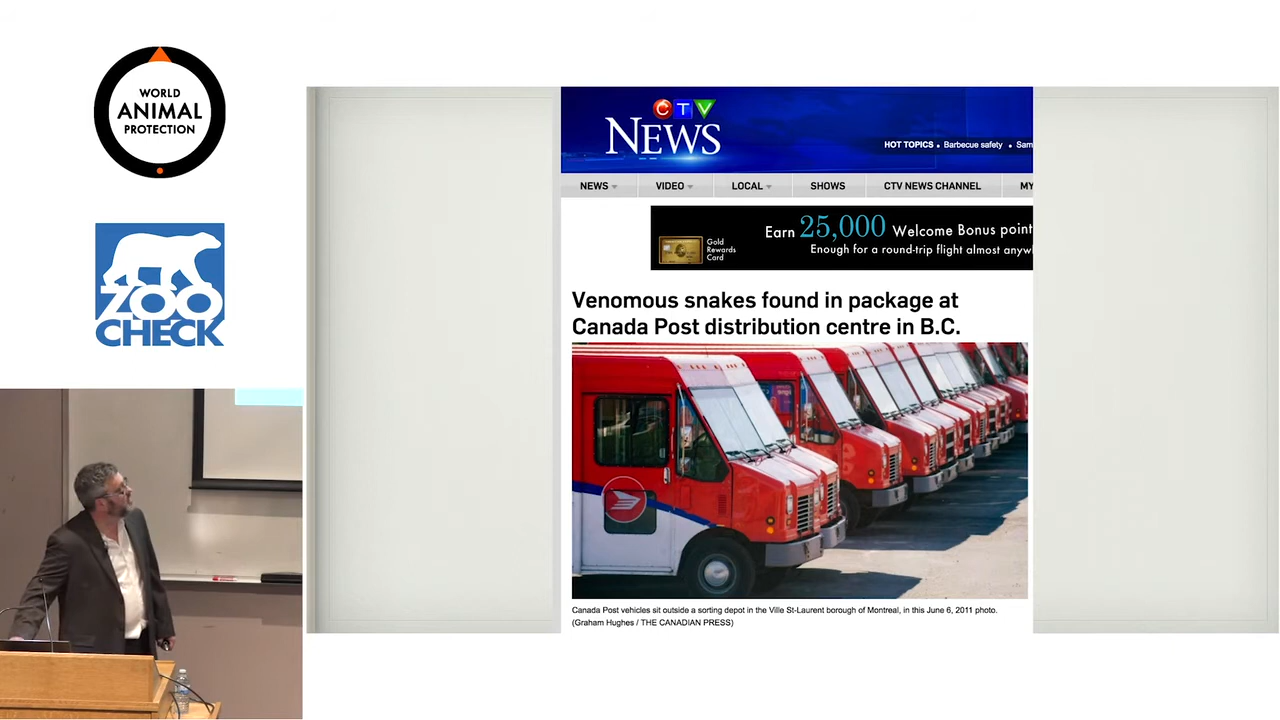 WORLD
ANIMAL
PROTECTION
ZOO
CHECK
CTV
NEWS
HOT TOPICS • Barbecue safety • Sam
NEWS VIDEO LOCAL SHOWS CTV NEWS CHANNEL MY
Gold
Rewards
Card
Earn 25,000 Welcome Bonus point
Enough for a round-trip flight almost anyw
Venomous snakes found in package at
Canada Post distribution centre in B.C.
Canada Post vehicles sit outside a sorting depot in the Ville St-Laurent borough of Montreal, in this June 6, 2011 photo.
(Graham Hughes / THE CANADIAN PRESS)